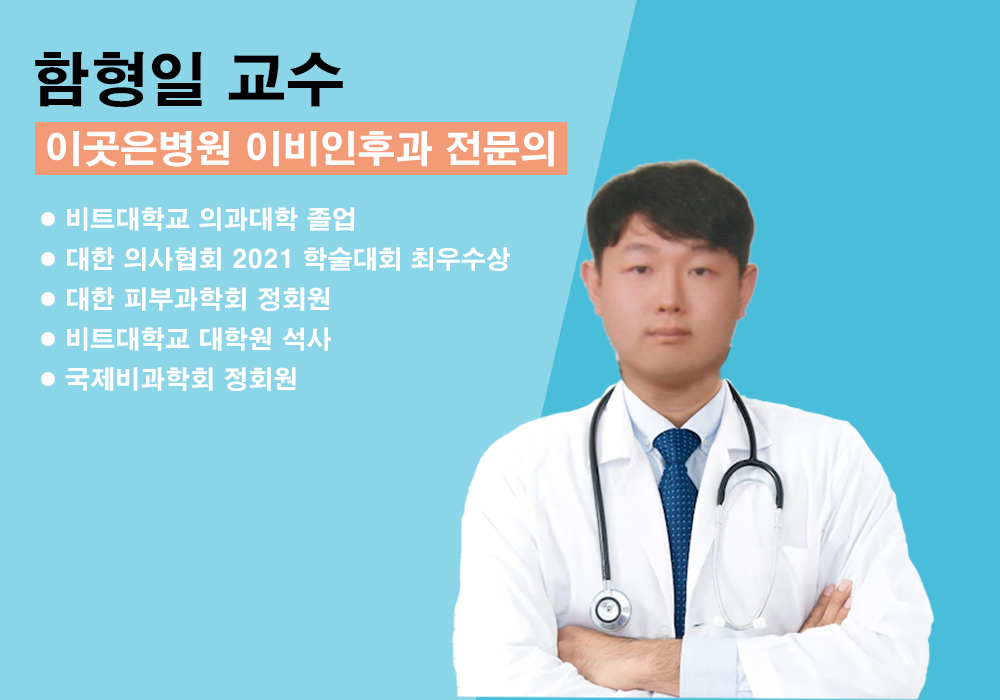 함형일 교수
이곳은병원 이비인후과 전문의
● 비트대학교 의과대학 졸업
● 대한 의사협회 2021 학술대회 최우수상
● 대한 피부과학회 정회원
● 비트대학교 대학원 석사
● 국제비과학회 정회원